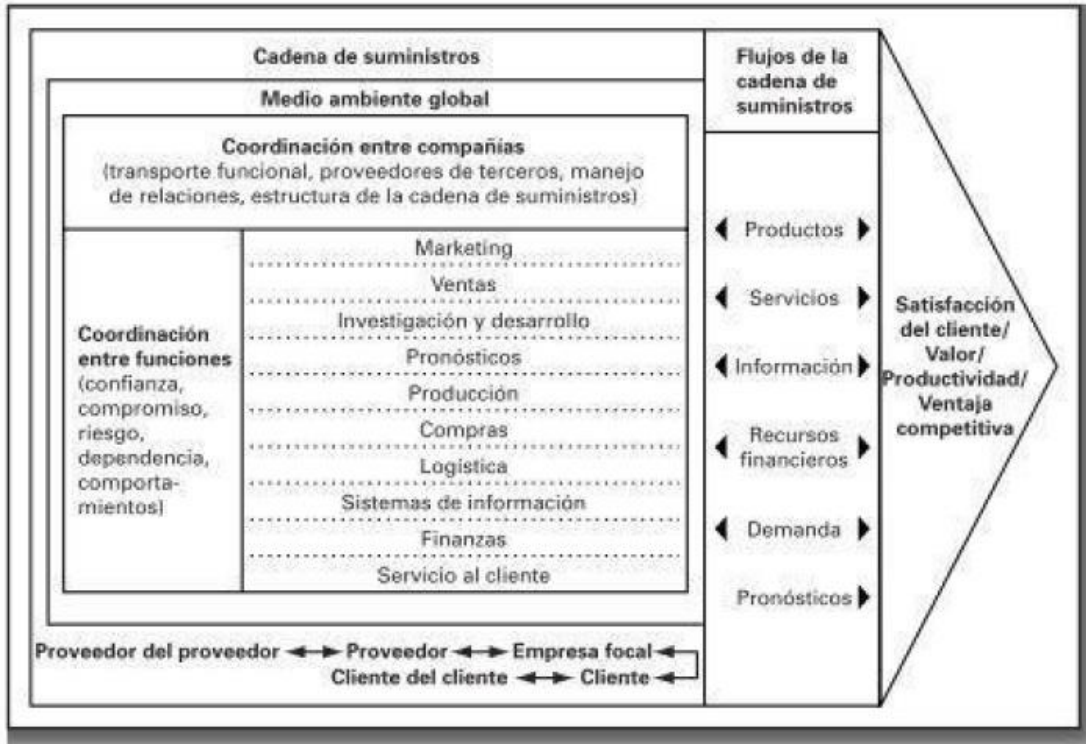 Cadena de suministros
Medio ambiente global
Coordinación entre compañías
(transporte funcional, proveedores de terceros, manejo
de relaciones, estructura de la cadena de suministros)
Coordinación
entre funciones
(confianza,
compromiso,
riesgo,
dependencia,
comporta-
mientos)
Marketing
Ventas
Investigación y desarrollo
Pronósticos
Producción
Compras
Logística
Sistemas de información
Finanzas
Servicio al cliente
Proveedor del proveedor Proveedor Empresa focal
Cliente del cliente Cliente
Flujos de la
cadena de
suministros
Productos
Servicios
Información
Recursos
financieros
Demanda
Pronósticos
Satisfacción
del cliente/
Valor/
Productividad/
Ventaja
competitiva